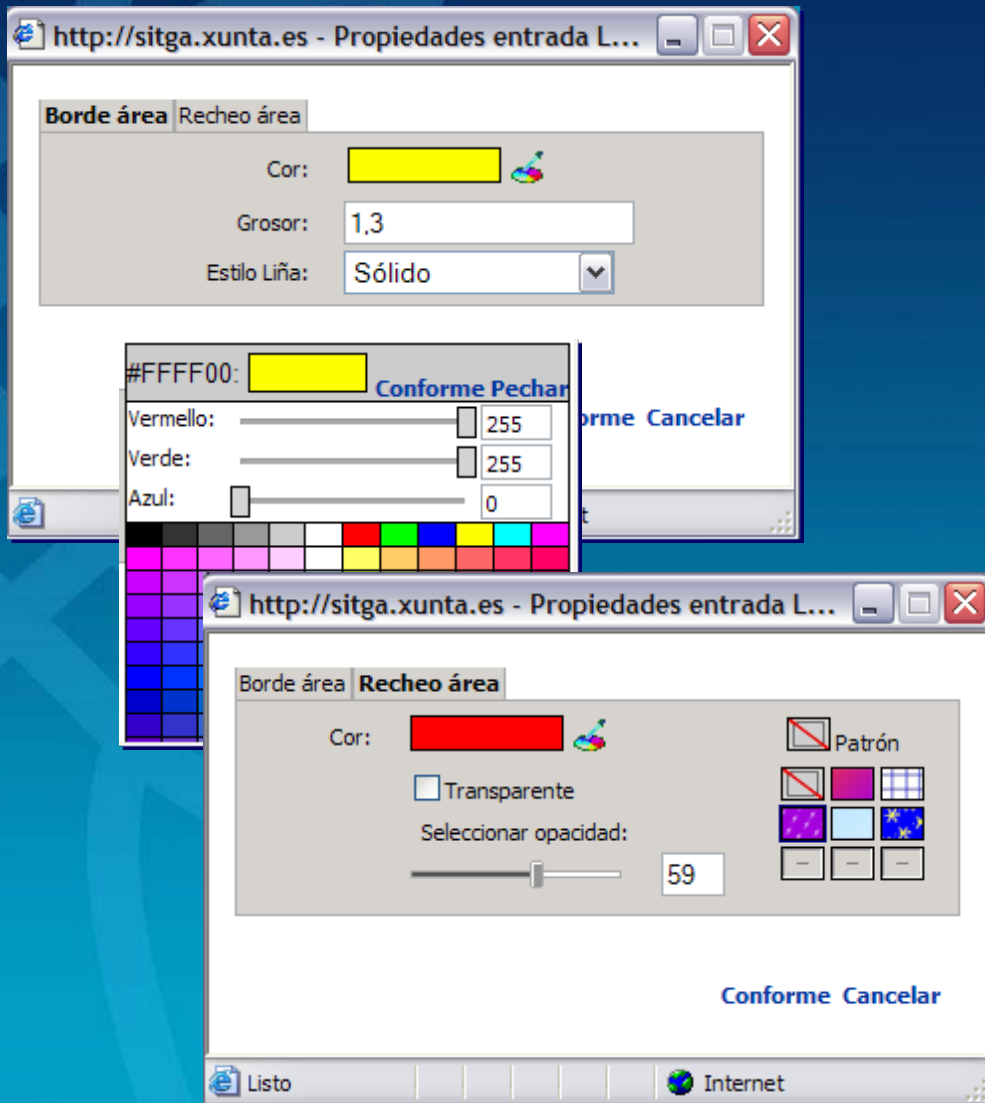 http://sitga.xunta.es - Propiedades entrada L...
Borde área Recheo área
Cor:
Grosor: 1,3
Estilo Liña: Sólido
#FFFF00:
Conforme Pechar
Vermello: 255
Verde: 255
Azul: 0
orme Cancelar
t
http://sitga.xunta.es - Propiedades entrada L...
Borde área Recheo área
Cor:
Patrón
Transparente
Seleccionar opacidad:
59
Conforme Cancelar
Listo Internet